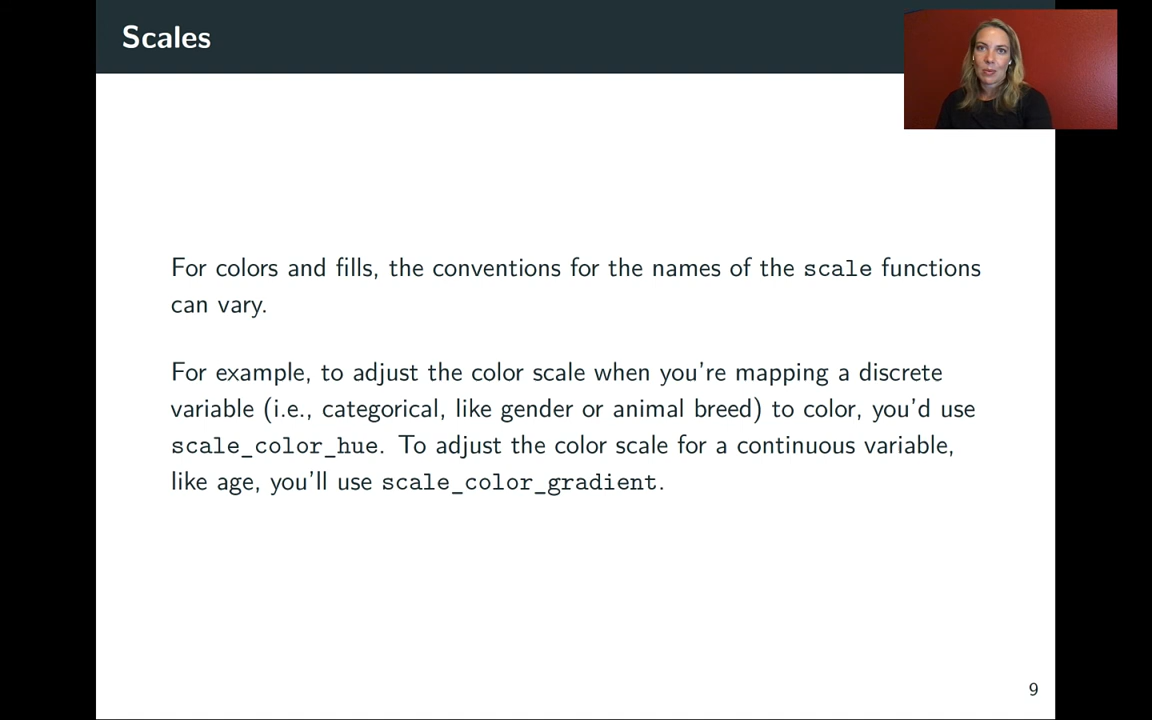 Scales
For colors and fills, the conventions for the names of the scale functions
can vary.
For example, to adjust the color scale when you're mapping a discrete
variable (i.e., categorical, like gender or animal breed) to color, you'd use
scale_color_hue. To adjust the color scale for a continuous variable,
like age, you'll use scale_color_gradient.
9